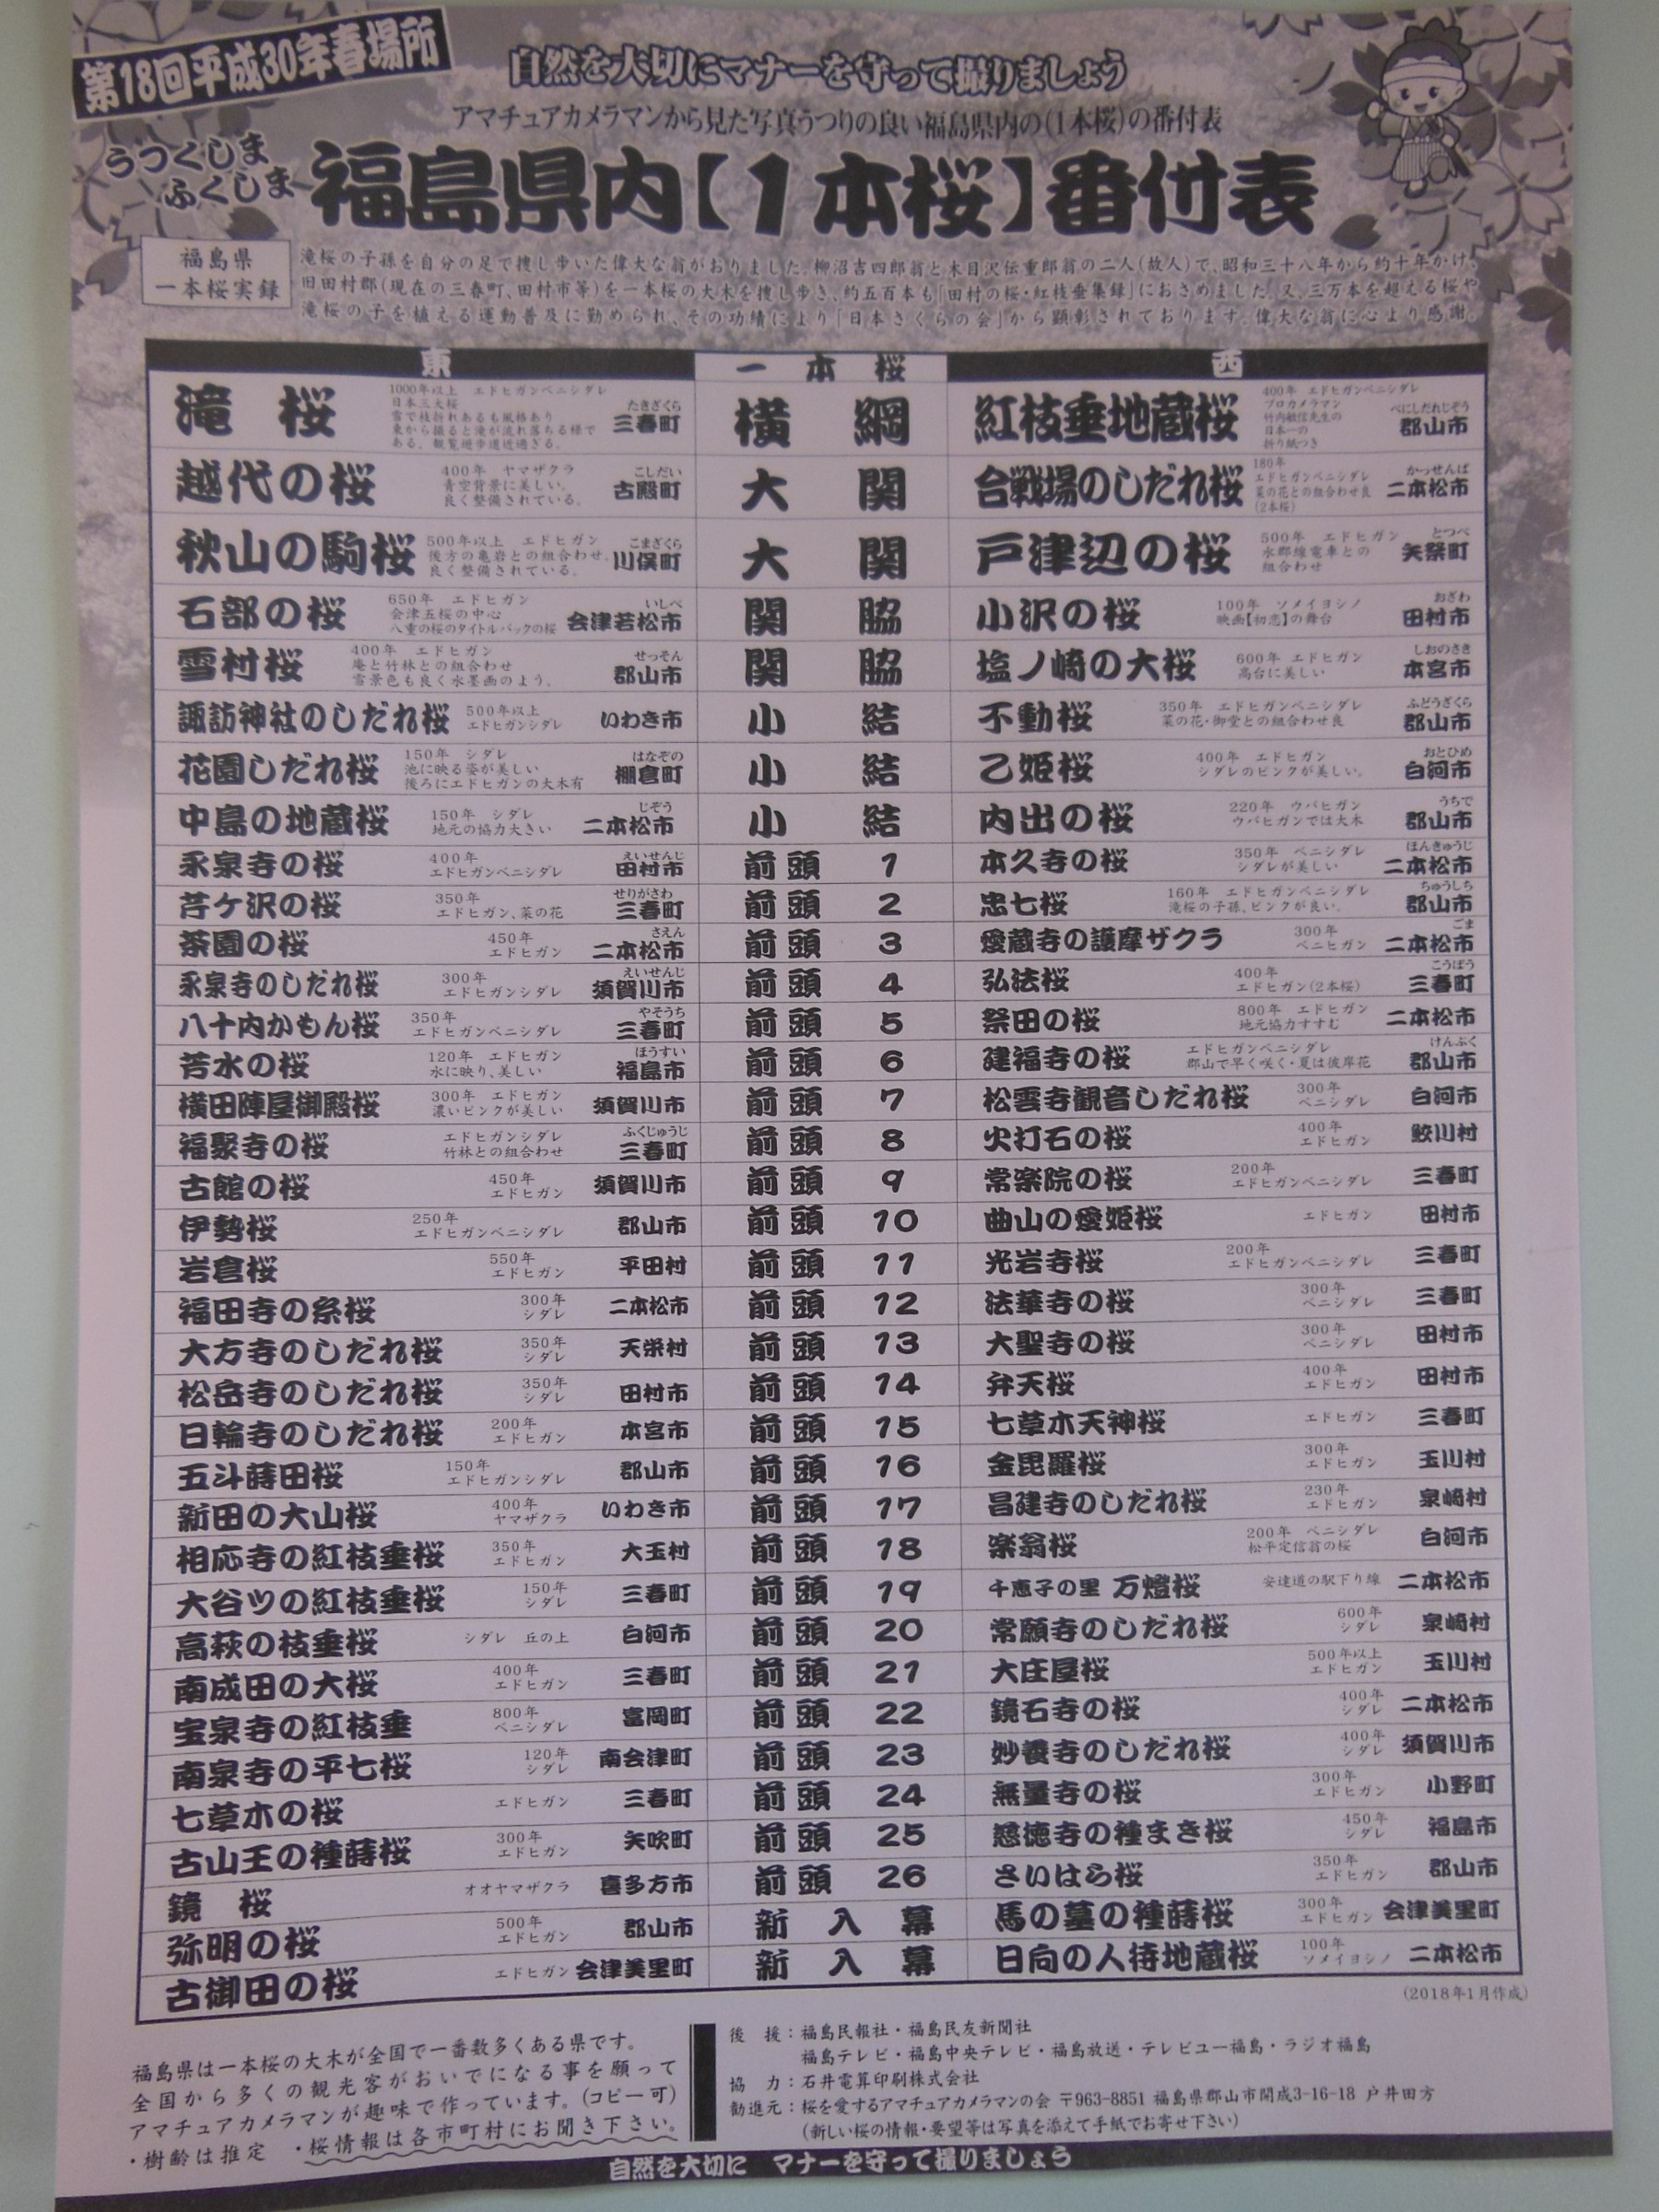 第18回平成30年春場所
自然を大切にマナーを守って撮りましょう
アマチュアカメラマンから見た写真うつりの良い福島県内の(1本桜)の番付表
うつくしま
ふくしま
福島県内【1本桜】番付表
福島県
一本桜実録
滝桜の子孫を自分の足で捜し歩いた偉大な翁がおりました。柳沼吉四郎翁と木目沢伝重郎翁の二人(故人)で、昭和三十八年から約十年かけ、
旧田村郡(現在の三春町、田村市等)を一本桜の大木を捜し歩き、約五百本も「田村の桜・紅枝垂集録」におさめました。又、三万本を超える桜や
滝桜の子を植える運動普及に勤められ、その功績により「日本さくらの会」から顕彰されております。偉大な翁に心より感謝。
東 一本桜 西
滝 桜 1000年以上 エドヒガンベニシダレ 日本三大桜 雪で枝折れあるも風格あり 東から撮ると滝が流れ落ちる様である。観覧遊歩道近過ぎる。 たきざくら 三春町 横綱 紅枝垂地蔵桜 400年 エドヒガンベニシダレ プロカメラマン 竹内敏信先生の 日本一の 折り紙つき べにしだれじぞう 郡山市
越代の桜 400年 ヤマザクラ 青空背景に美しい。 良く整備されている。 こしだい 古殿町 大関 合戦場のしだれ桜 180年 エドヒガンベニシダレ 菜の花との組合わせ良 (2本桜) かっせんば 二本松市
秋山の駒桜 500年以上 エドヒガン 後方の亀岩との組合わせ。 良く整備されている。 こまざくら 川俣町 大関 戸津辺の桜 500年 エドヒガン 水郡線電車との 組合わせ とつべ 矢祭町
石部の桜 650年 エドヒガン 会津五桜の中心 八重の桜のタイトルバックの桜 いしべ 会津若松市 関脇 小沢の桜 100年 ソメイヨシノ 映画【初恋】の舞台 おざわ 田村市
雪村桜 400年 エドヒガン 庵と竹林との組合わせ 雪景色も良く水墨画のよう。 せっそん 郡山市 関脇 塩ノ崎の大桜 600年 エドヒガン 高台に美しい しおのさき 本宮市
諏訪神社のしだれ桜 500年以上 エドヒガンシダレ いわき市 小結 不動桜 350年 エドヒガンベニシダレ 菜の花・御堂との組合わせ良 ふどうざくら 郡山市
花園しだれ桜 150年 シダレ 池に映る姿が美しい 後ろにエドヒガンの大木有 はなぞの 棚倉町 小結 乙姫桜 400年 エドヒガン シダレのピンクが美しい。 おとひめ 白河市
中島の地蔵桜 150年 シダレ 地元の協力大きい じぞう 二本松市 小結 内出の桜 220年 ウバヒガン ウバヒガンでは大木 うちで 郡山市
永泉寺の桜 400年 エドヒガンベニシダレ えいせんじ 田村市 前頭 1 本久寺の桜 350年 ベニシダレ シダレが美しい ほんきゅうじ 二本松市
芹ケ沢の桜 350年 エドヒガン、菜の花 せりがさわ 三春町 前頭 2 忠七桜 160年 エドヒガンベニシダレ 滝桜の子孫、ピンクが良い。 ちゅうしち 郡山市
茶園の桜 450年 エドヒガン さえん 二本松市 前頭 3 愛蔵寺の護摩ザクラ 300年 ベニヒガン ごま 二本松市
永泉寺のしだれ桜 300年 エドヒガンシダレ えいせんじ 須賀川市 前頭 4 弘法桜 400年 エドヒガン(2本桜) こうぼう 三春町
八十内かもん桜 350年 エドヒガンベニシダレ やそうち 三春町 前頭 5 祭田の桜 800年 エドヒガン 地元協力すすむ 二本松市
芳水の桜 120年 エドヒガン 水に映り、美しい ほうすい 福島市 前頭 6 建福寺の桜 エドヒガンベニシダレ 郡山で早く咲く・夏は彼岸花 けんぷく 郡山市
横田陣屋御殿桜 300年 エドヒガン 濃いピンクが美しい 須賀川市 前頭 7 松雲寺観音しだれ桜 300年 ベニシダレ 白河市
福聚寺の桜 エドヒガンシダレ 竹林との組合わせ ふくじゅうじ 三春町 前頭 8 火打石の桜 400年 エドヒガン 鮫川村
古館の桜 450年 エドヒガン 須賀川市 前頭 9 常楽院の桜 200年 エドヒガンベニシダレ 三春町
伊勢桜 250年 エドヒガンベニシダレ 郡山市 前頭 10 曲山の愛姫桜 エドヒガン 田村市
岩倉桜 550年 エドヒガン 平田村 前頭 11 光岩寺桜 200年 エドヒガンベニシダレ 三春町
福田寺の糸桜 300年 シダレ 二本松市 前頭 12 法華寺の桜 300年 ベニシダレ 三春町
大方寺のしだれ桜 350年 シダレ 天栄村 前頭 13 大聖寺の桜 300年 ベニシダレ 田村市
松岳寺のしだれ桜 350年 シダレ 田村市 前頭 14 弁天桜 400年 エドヒガン 田村市
日輪寺のしだれ桜 200年 エドヒガン 本宮市 前頭 15 七草木天神桜 エドヒガン 三春町
五斗蒔田桜 150年 エドヒガンシダレ 郡山市 前頭 16 金毘羅桜 300年 エドヒガン 玉川村
新田の大山桜 400年 ヤマザクラ いわき市 前頭 17 昌建寺のしだれ桜 230年 エドヒガン 泉崎村
相応寺の紅枝垂桜 350年 エドヒガン 大玉村 前頭 18 楽翁桜 200年 ベニシダレ 松平定信翁の桜 白河市
大谷ツの紅枝垂桜 150年 シダレ 三春町 前頭 19 千恵子の里 万燈桜 安達道の駅下り線 二本松市
高萩の枝垂桜 シダレ 丘の上 白河市 前頭 20 常願寺のしだれ桜 600年 シダレ 泉崎村
南成田の大桜 400年 エドヒガン 三春町 前頭 21 大庄屋桜 500年以上 エドヒガン 玉川村
宝泉寺の紅枝垂 800年 ベニシダレ 富岡町 前頭 22 鏡石寺の桜 400年 シダレ 二本松市
南泉寺の平七桜 120年 シダレ 南会津町 前頭 23 妙養寺のしだれ桜 400年 シダレ 須賀川市
七草木の桜 エドヒガン 三春町 前頭 24 無量寺の桜 300年 エドヒガン 小野町
古山王の種蒔桜 300年 エドヒガン 矢吹町 前頭 25 慈徳寺の種まき桜 450年 シダレ 福島市
鏡 桜 オオヤマザクラ 喜多方市 前頭 26 さいはら桜 350年 エドヒガン 郡山市
弥明の桜 500年 エドヒガン 郡山市 新入幕 馬の墓の種蒔桜 300年 エドヒガン 会津美里町
古御田の桜 エドヒガン 会津美里町 新入幕 日向の人待地蔵桜 100年 ソメイヨシノ 二本松市
(2018年1月作成)
福島県は一本桜の大木が全国で一番数多くある県です。
全国から多くの観光客がおいでになる事を願って
アマチュアカメラマンが趣味で作っています。(コピー可)
・樹齢は推定 ・桜情報は各市町村にお聞き下さい。
後 援：福島民報社・福島民友新聞社
福島テレビ・福島中央テレビ・福島放送・テレビユー福島・ラジオ福島
協 力：石井電算印刷株式会社
勧進元：桜を愛するアマチュアカメラマンの会 〒963-8851 福島県郡山市開成3-16-18 戸井田方
(新しい桜の情報・要望等は写真を添えて手紙でお寄せ下さい)
自然を大切に マナーを守って撮りましょう